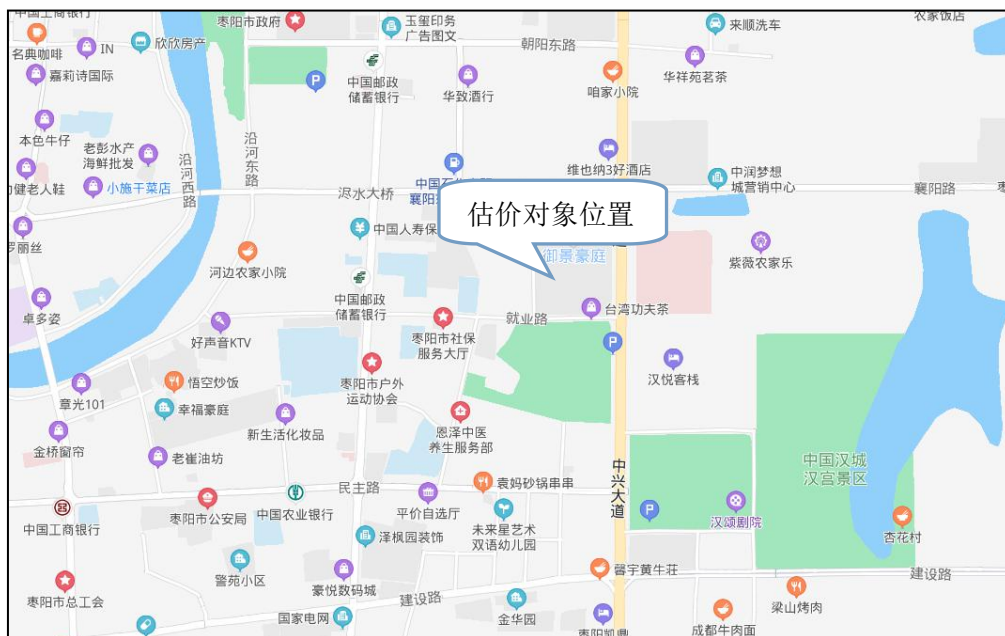 中国工商银行
枣阳市政府
玉玺印务
广告图文
来顺洗车
农家饭店
名典咖啡
IN
欣欣房产
朝阳东路
嘉莉诗国际
P
中国邮政
储蓄银行
华致酒行
咱家小院
华祥苑茗茶
本色牛仔
老彭水产
海鲜批发
沿河东路
沿河西路
力健老人鞋
小施干菜店
维也纳3好酒店
中润梦想
城营销中心
浕水大桥
襄阳路
枣
估价对象位置
罗丽丝
中国人寿保
御景豪庭
河边农家小院
紫薇农家乐
中国邮政
储蓄银行
卓多姿
台湾功夫茶
好声音KTV
枣阳市社保
服务大厅
就业路
P
汉悦客栈
悟空炒饭
枣阳市户外
运动协会
章光101
幸福豪庭
新生活化妆品
恩泽中医
养生服务部
金桥窗帘
老崔油坊
中兴大道
中国汉城
汉宫景区
民主路
袁妈砂锅串串
中国工商银行
枣阳市公安局
中国农业银行
平价自选厅
P
汉颂剧院
未来星艺术
双语幼儿园
杏花村
泽枫园装饰
警苑小区
豪悦数码城
馨宇黄牛庄
建设路
枣阳市总工会
建设路
梁山烤肉
国家电网
金华园
枣阳凯鼎
成都牛肉面